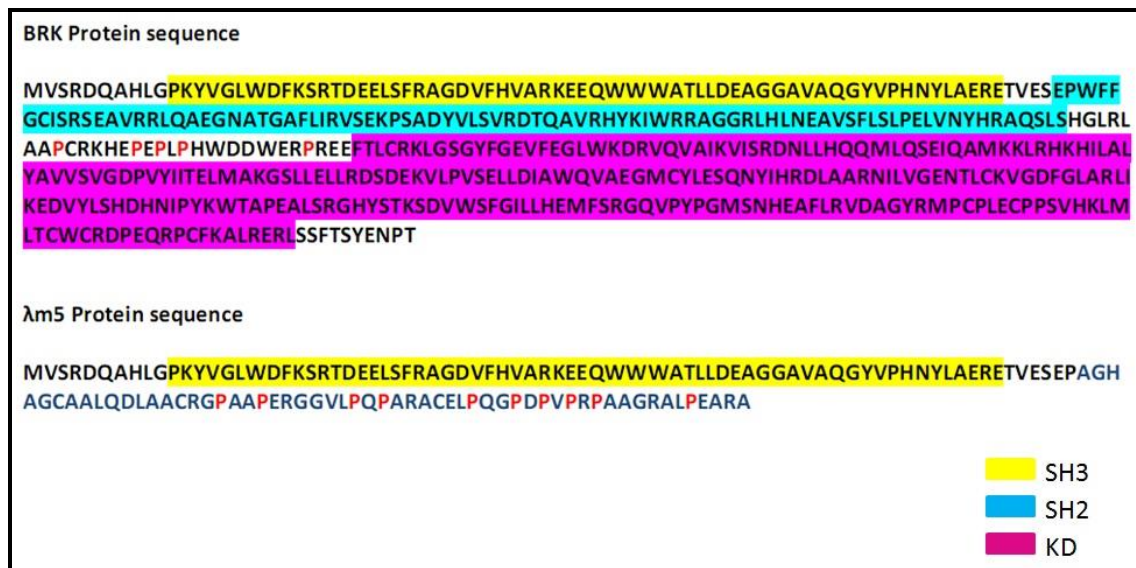 BRK Protein sequence
MVSRDQAHLGPKYVGLWDFKSRTDEELSFRAGDVFHVARKEEQWWWATLLDEAGGAVAQGYVPHNYLAERETVESEPWFF
GCISRSEAVRRLQAEGNATGAFLIRVSEKPSADYVLSVRDTQAVRHYKIWRRAGGRLHLNEAVSFLSLPELVNYHRAQSLSHGLRL
AAPCRKHEPEPLPHWDDWERPREEFTLCRKLGSGYFGEVFEGLWKDRVQVAIKVISRDNLLHQQMLQSEIQAMKKLRHKHILAL
YAVVSVGDPVYIITELMAKGSLLELLRDSDEKVLPVSELLDIAWQVAEGMCYLESQNYIHRDLAARNILVGENTLCKVGDFGLARLI
KEDVYLSHDHNIPYKWTAPEALSRGHYSTKSDVWSFGILLHEMFSRGQVPYPGMSNHEAFLRVDAGYRMPCPLECPPSVHKLM
LTCWCRDPEQRPCFKALRERLSSFTSYENPT
λm5 Protein sequence
MVSRDQAHLGPKYVGLWDFKSRTDEELSFRAGDVFHVARKEEQWWWATLLDEAGGAVAQGYVPHNYLAERETVESEPAGH
AGCAALQDLAACRGPAAPERGGVLPQPARACELPQGPDPVPRPAAGRALPEARA
SH3
SH2
KD